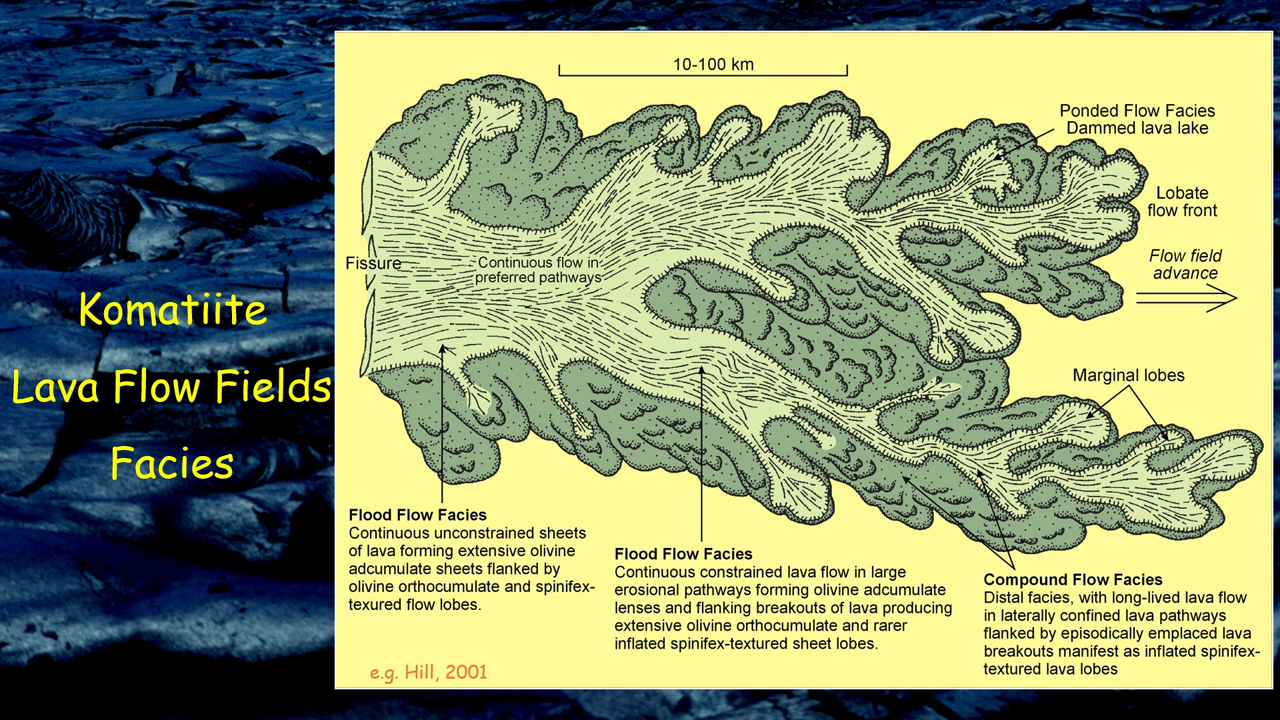 Komatiite
Lava Flow Fields
Facies
10-100 km
Ponded Flow Facies
Dammed lava lake
Lobate
flow front
Flow field
advance
Fissure
Continuous flow in
preferred pathways
Marginal lobes
Flood Flow Facies
Continuous unconstrained sheets
of lava forming extensive olivine
adcumulate sheets flanked by
olivine orthocumulate and spinifex-
texured flow lobes.
Flood Flow Facies
Continuous constrained lava flow in large
erosional pathways forming olivine adcumulate
lenses and flanking breakouts of lava producing
extensive olivine orthocumulate and rarer
inflated spinifex-textured sheet lobes.
Compound Flow Facies
Distal facies, with long-lived lava flow
in laterally confined lava pathways
flanked by episodically emplaced lava
breakouts manifest as inflated spinifex-
textured lava lobes
e.g. Hill, 2001